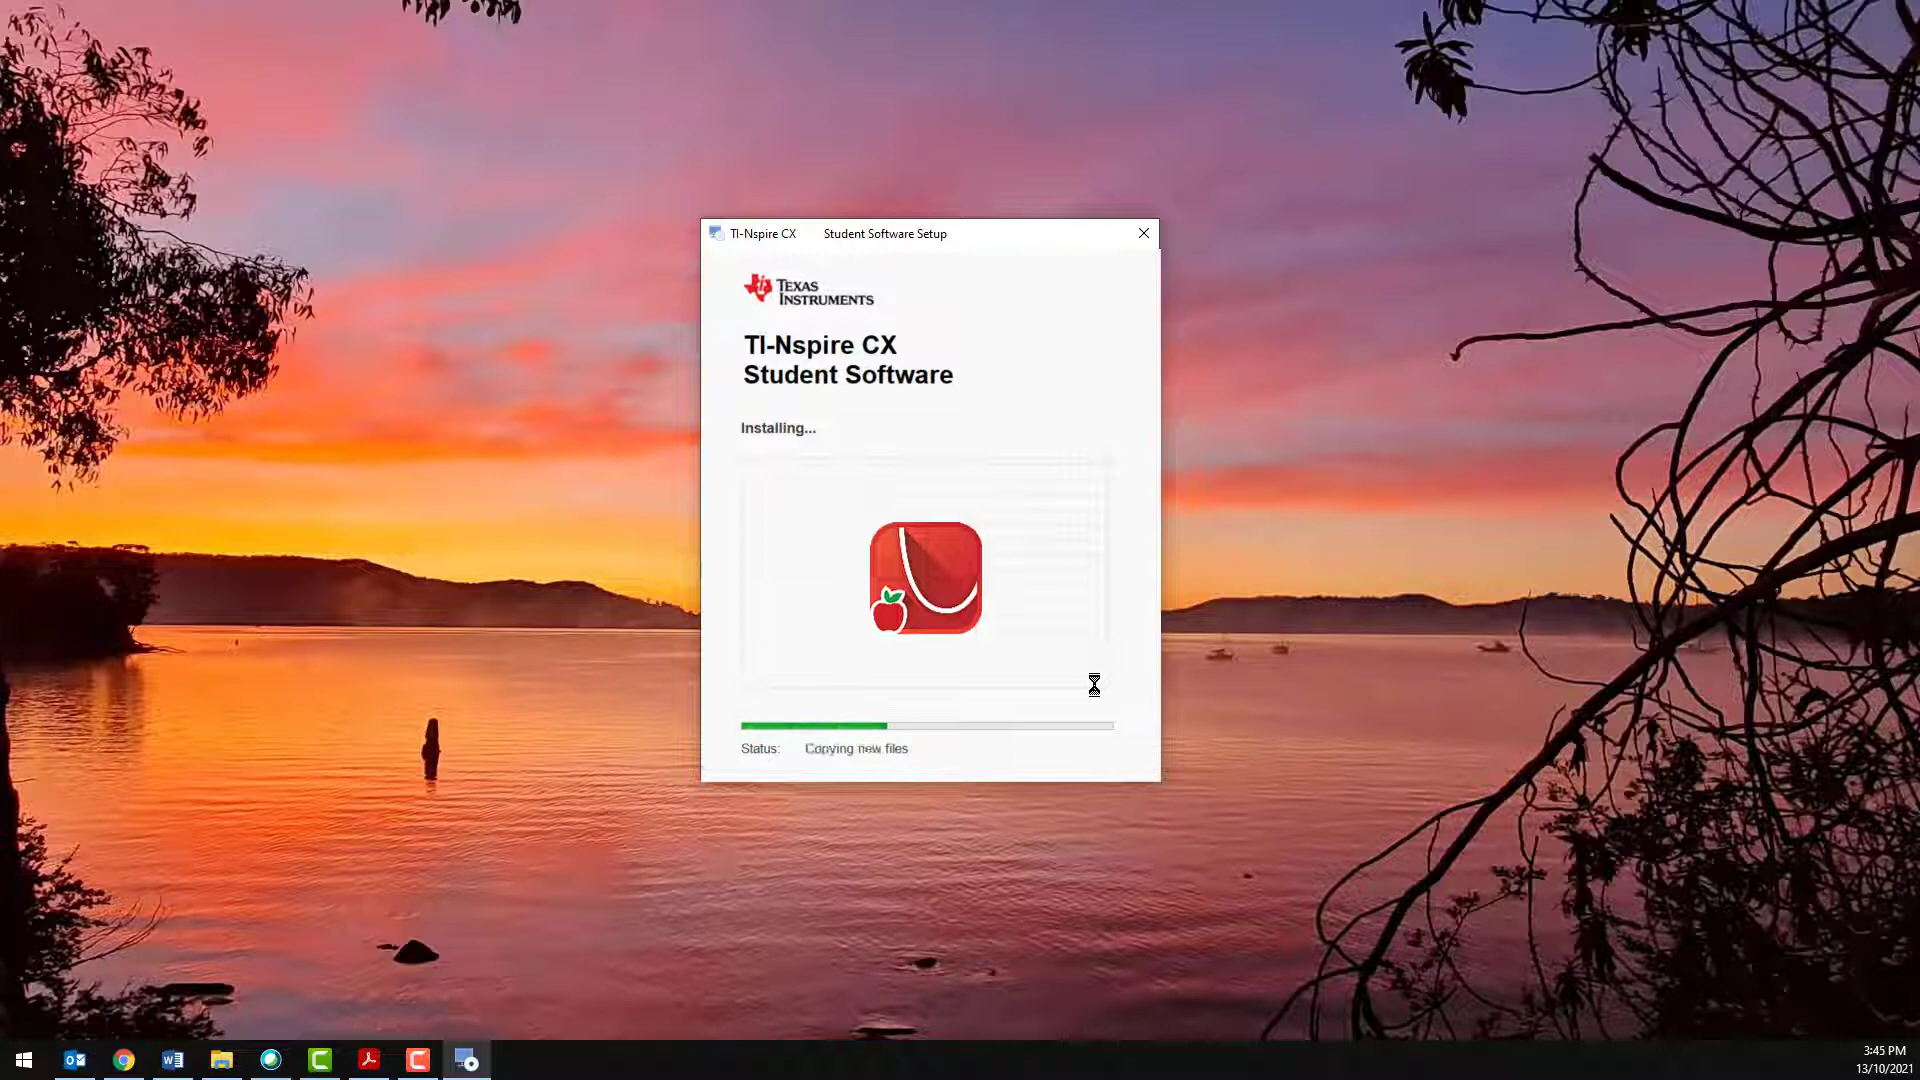 TI-Nspire CX Student Software Setup
TEXAS
INSTRUMENTS
TI-Nspire CX
Student Software
Installing...
Status: Copying new files
3:45 PM
13/10/2021